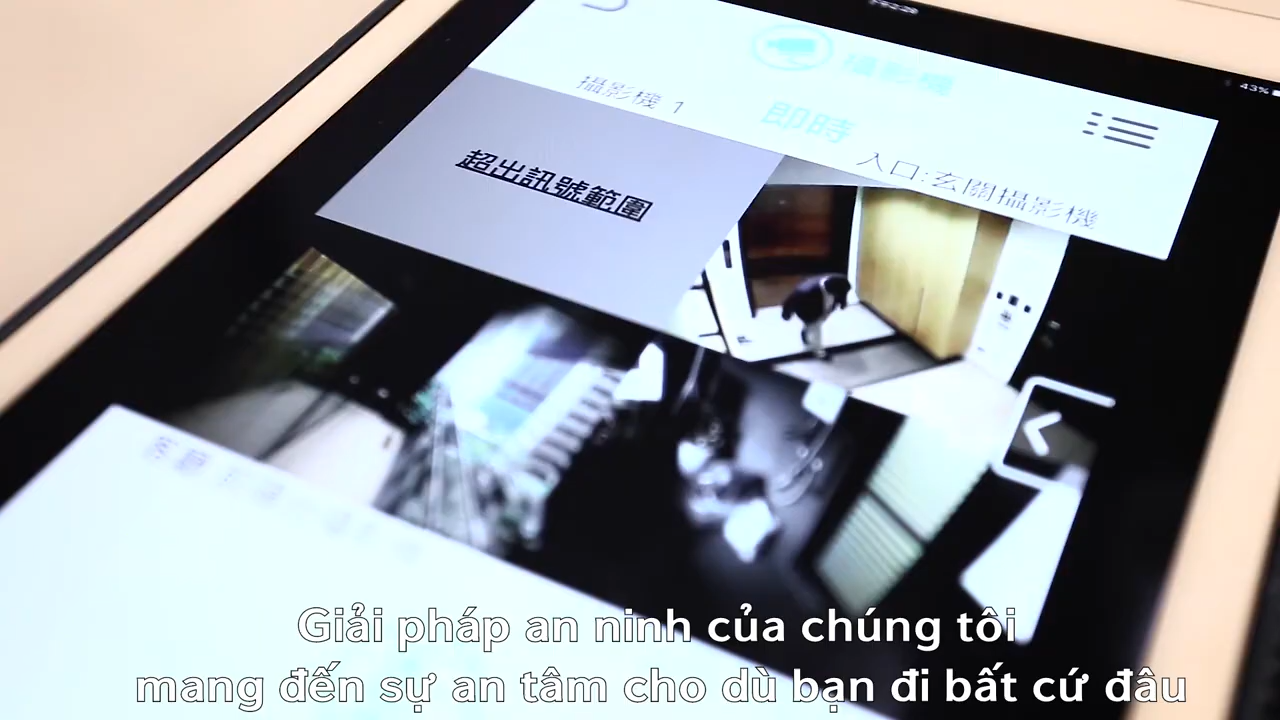 43%
攝影機
攝影機 1
即時
入口:玄關攝影機
超出訊號範圍
Giải pháp an ninh của chúng tôi
mang đến sự an tâm cho dù bạn đi bất cứ đâu